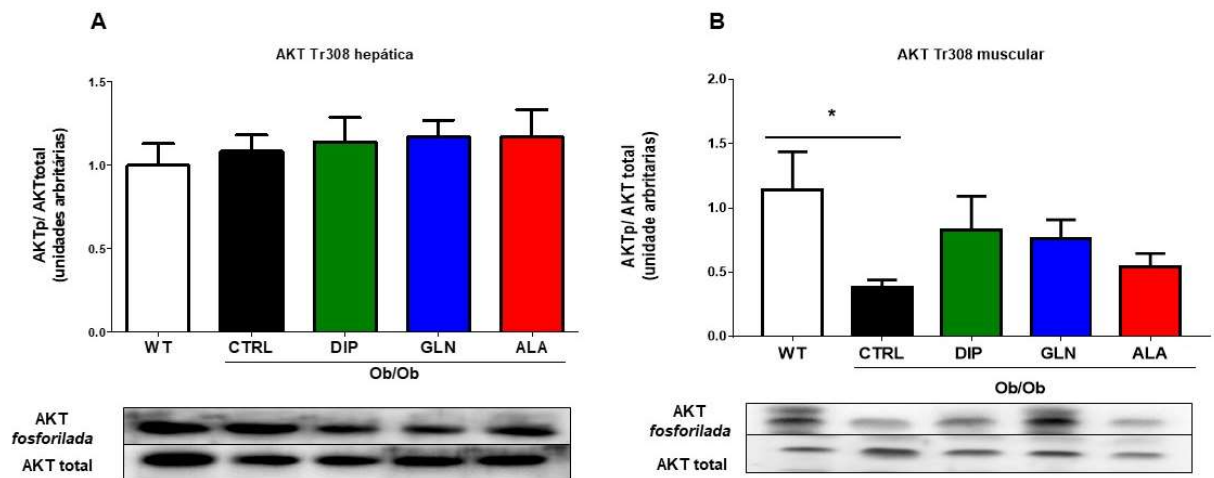 A
AKT Tr308 hepática
AKTp/ AKTtotal
(unidades arbritárias)
1.5
1.0
0.5
0.0
WT
CTRL
DIP
GLN
ALA
Ob/Ob
AKT
fosforilada
AKT total
B
AKT Tr308 muscular
AKTp/ AKT total
(unidade arbritarias)
2.0
1.5
1.0
0.5
0.0
*
WT
CTRL
DIP
GLN
ALA
Ob/Ob
AKT
fosforilada
AKT total